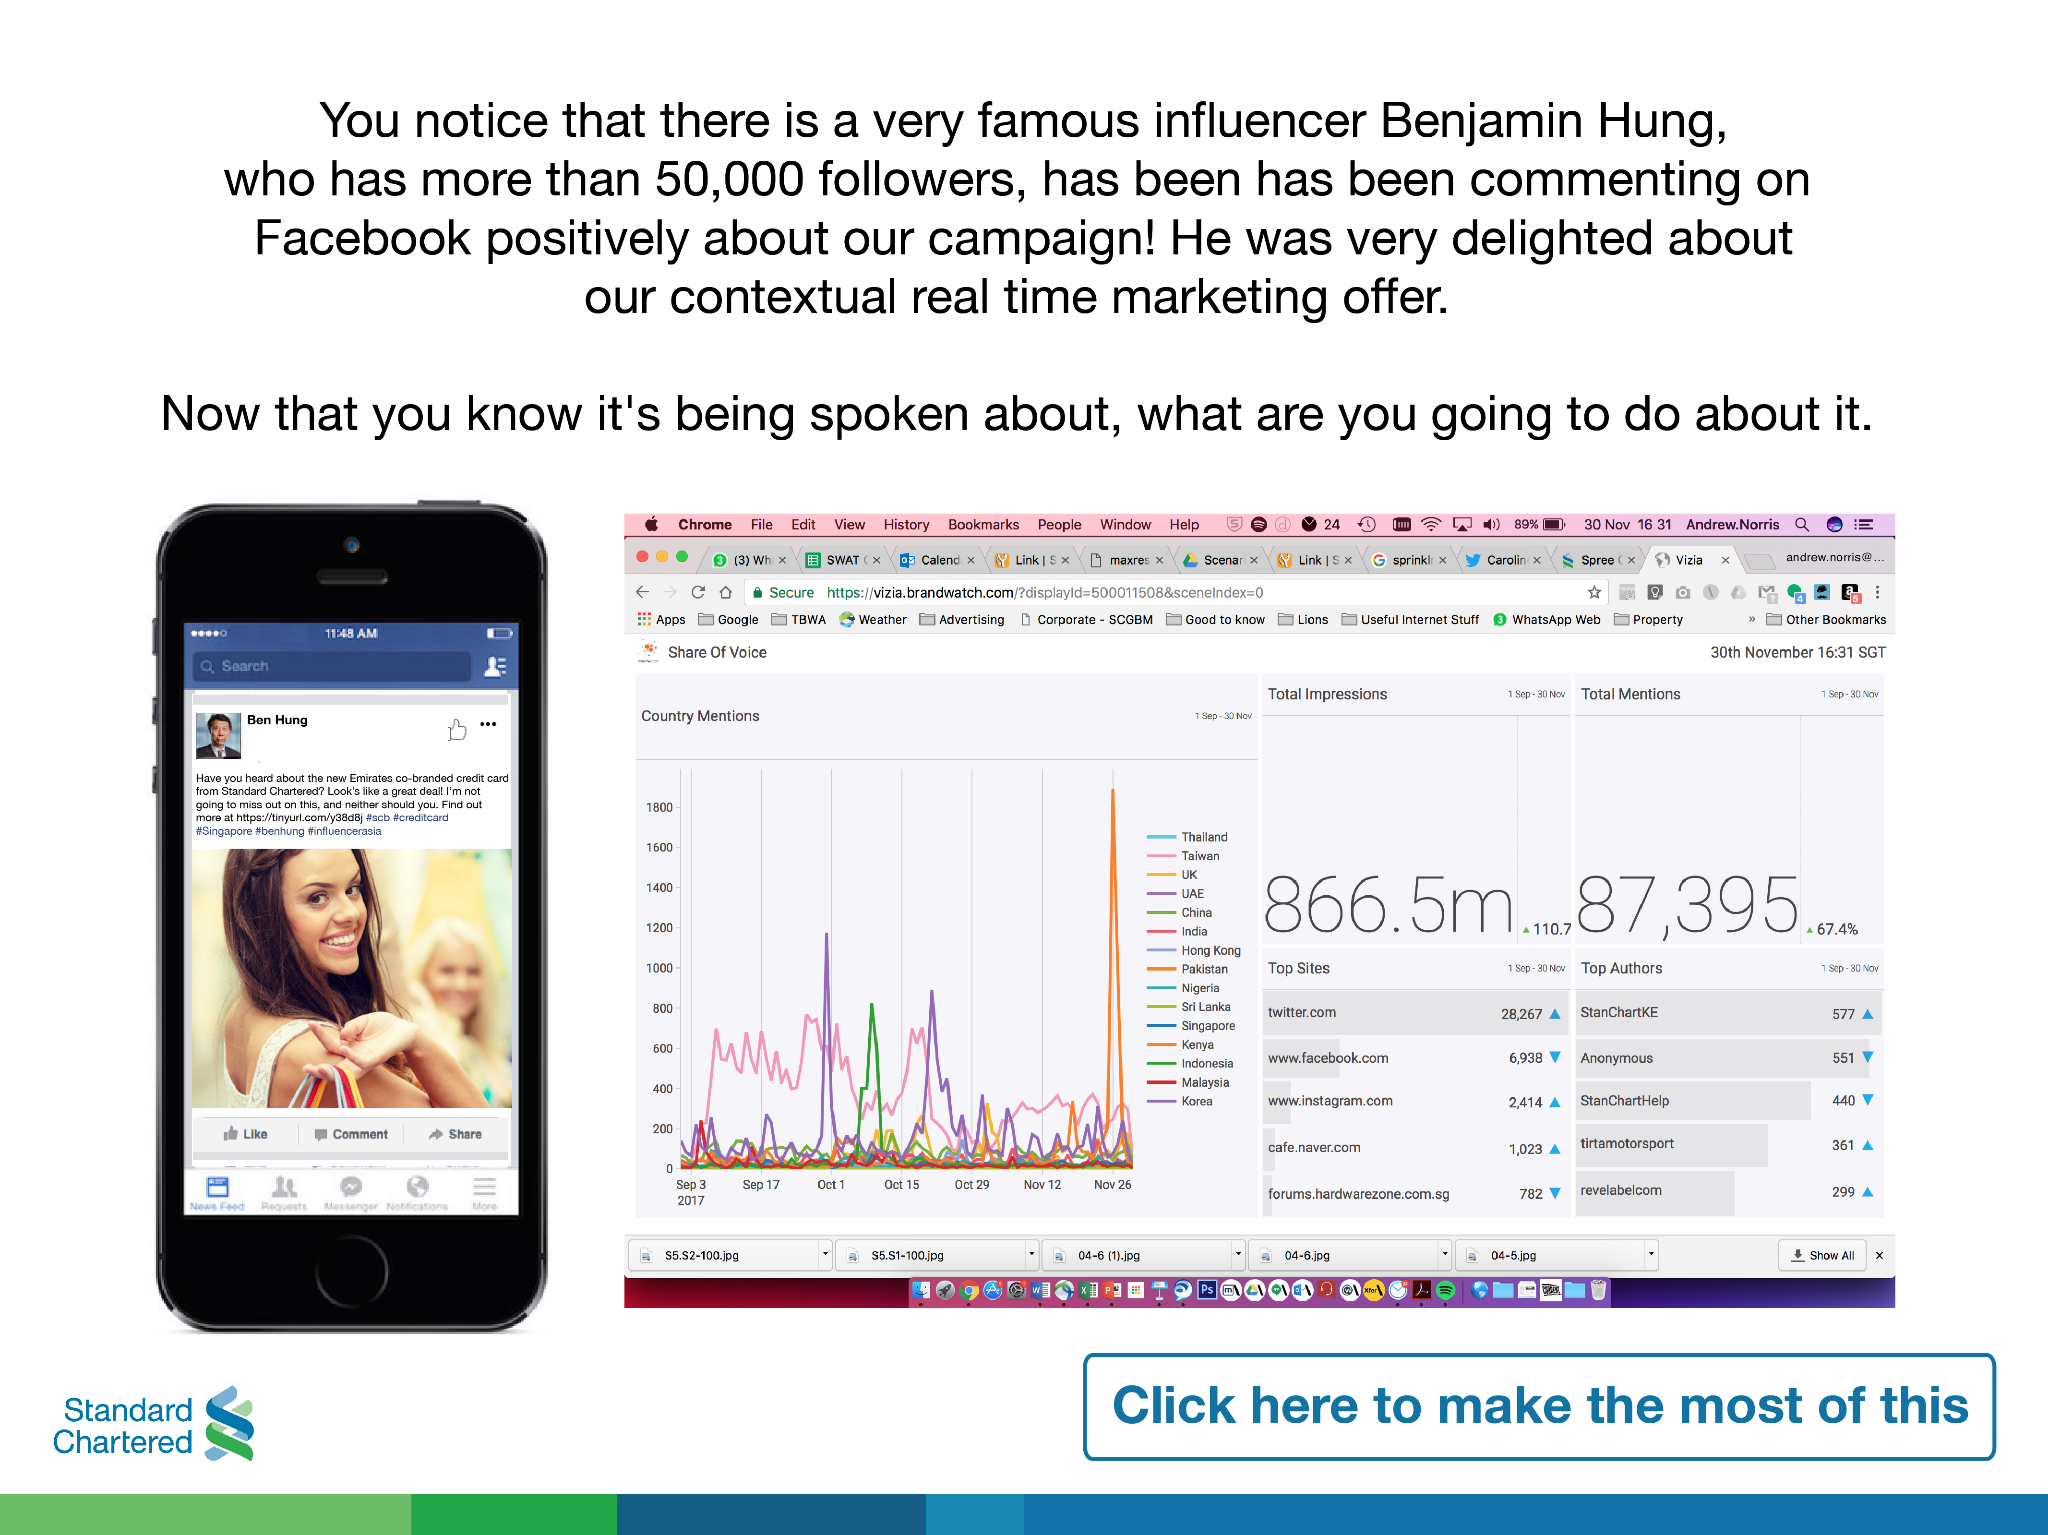 You notice that there is a very famous influencer Benjamin Hung,
who has more than 50,000 followers, has been has been commenting on
Facebook positively about our campaign! He was very delighted about
our contextual real time marketing offer.
Now that you know it's being spoken about, what are you going to do about it.
11:48 AM
Search
Ben Hung
Have you heard about the new Emirates co-branded credit card
from Standard Chartered? Look's like a great deal! I'm not
going to miss out on this, and neither should you. Find out
more at https://tinyurl.com/y38d8j #scb #creditcard
#Singapore #benhung #influencerasia
Like Comment Share
News Feed Requests Messenger Notifications More
Chrome File Edit View History Bookmarks People Window Help 24 89% 30 Nov 16 31 Andrew.Norris
(3) Wh SWAT Calend Link | S maxres Scenar Link | S sprinkl Carolin Spree Vizia andrew.norris@...
Secure https://vizia.brandwatch.com/?displayId=500011508&sceneIndex=0
Apps Google TBWA Weather Advertising Corporate - SCGBM Good to know Lions Useful Internet Stuff WhatsApp Web Property » Other Bookmarks
Share Of Voice 30th November 16:31 SGT
Country Mentions 1 Sep - 30 Nov
1800
1600
1400
1200
1000
800
600
400
200
0
Sep 3 Sep 17 Oct 1 Oct 15 Oct 29 Nov 12 Nov 26
2017
Thailand
Taiwan
UK
UAE
China
India
Hong Kong
Pakistan
Nigeria
Sri Lanka
Singapore
Kenya
Indonesia
Malaysia
Korea
Total Impressions 1 Sep - 30 Nov
866.5m 110.7
Total Mentions 1 Sep - 30 Nov
87,395 67.4%
Top Sites 1 Sep - 30 Nov
twitter.com 28,267
www.facebook.com 6,938
www.instagram.com 2,414
cafe.naver.com 1,023
forums.hardwarezone.com.sg 782
Top Authors 1 Sep - 30 Nov
StanChartKE 577
Anonymous 551
StanChartHelp 440
tirtamotorsport 361
revelabelcom 299
S5.S2-100.jpg S5.S1-100.jpg 04-6 (1).jpg 04-6.jpg 04-5.jpg Show All
Standard
Chartered
Click here to make the most of this